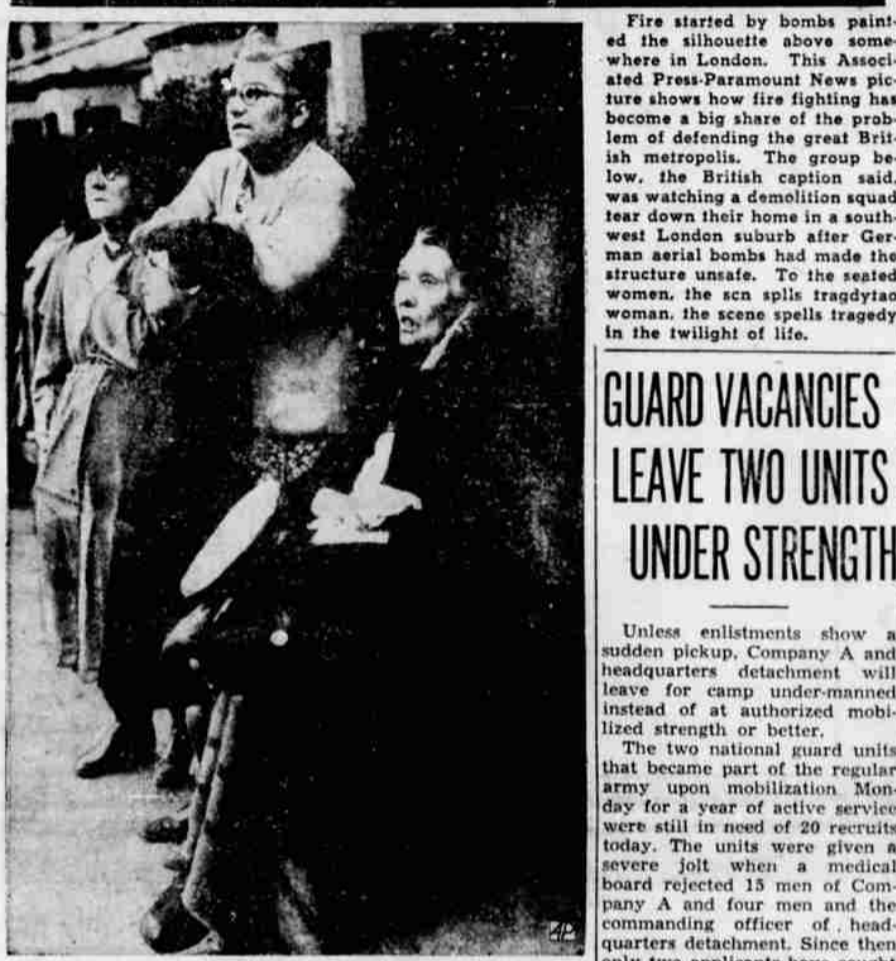 Fire started by bombs paint-
ed the silhouette above some-
where in London. This Associ-
ated Press-Paramount News pic-
ture shows how fire fighting has
become a big share of the prob-
lem of defending the great Brit-
ish metropolis. The group be-
low, the British caption said,
was watching a demolition squad
tear down their home in a south-
west London suburb after Ger-
man aerial bombs had made the
structure unsafe. To the seated
women, the scn splls tragdytaa
woman, the scene spells tragedy
in the twilight of life.
GUARD VACANCIES
LEAVE TWO UNITS
UNDER STRENGTH
Unless enlistments show a
sudden pickup, Company A and
headquarters detachment will
leave for camp under-manned
instead of at authorized mobi-
lized strength or better.
The two national guard units
that became part of the regular
army upon mobilization Mon-
day for a year of active service
were still in need of 20 recruits
today. The units were given a
severe jolt when a medical
board rejected 15 men of Com-
pany A and four men and the
commanding officer of head-
quarters detachment. Since then
only two applicants have sought
AP